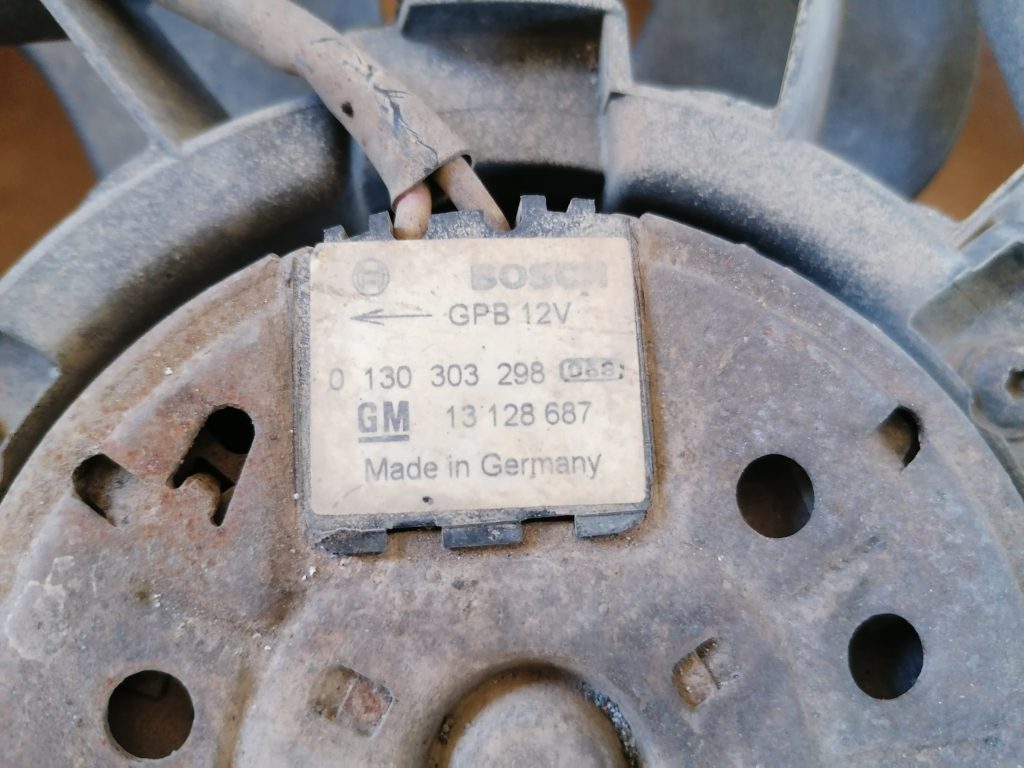 BOSCH
GPB 12V
0 130 303 298
GM 13 128 687
Made in Germany